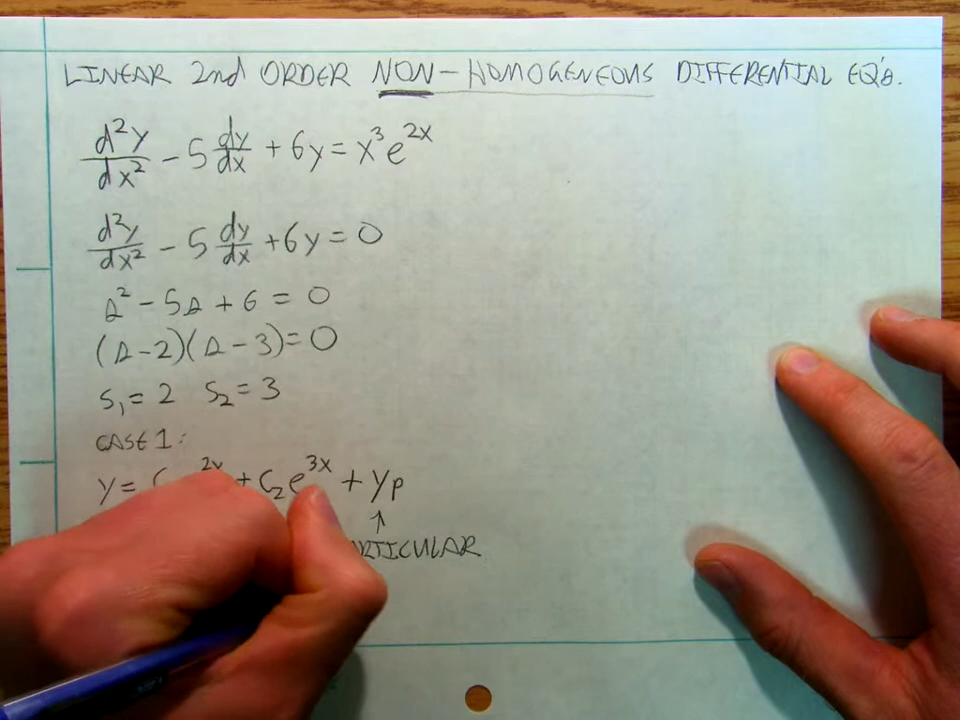 LINEAR 2nd ORDER NON-HOMOGENEOUS DIFFERENTIAL EQ'S.
d²y/dx² - 5 dy/dx + 6y = x³e^2x
d²y/dx² - 5 dy/dx + 6y = 0
s² - 5s + 6 = 0
(s-2)(s-3) = 0
s₁ = 2 s₂ = 3
CASE 1:
y = C 2x + C₂e^3x + yp
↑